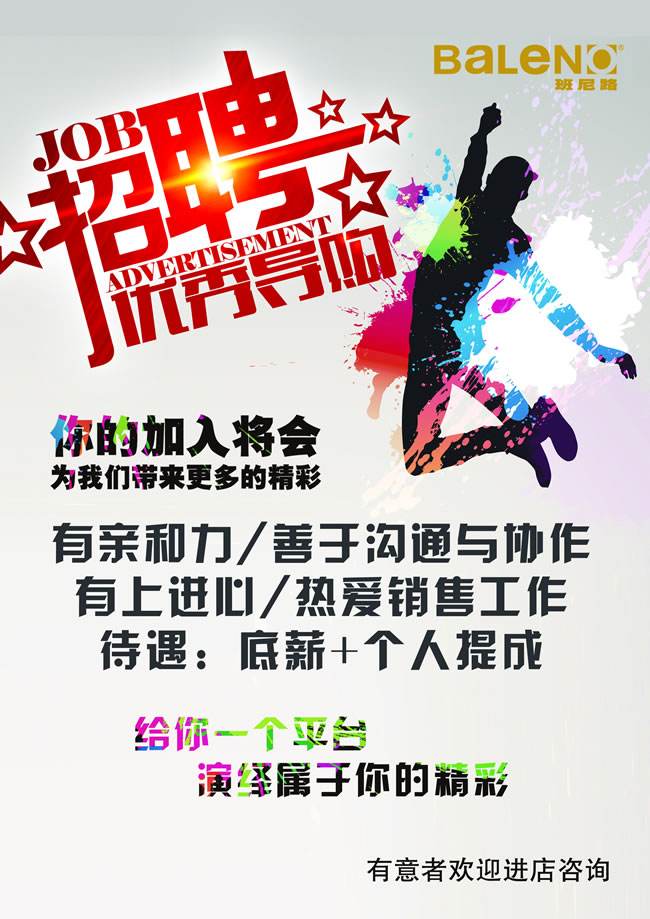 BALENO®
班尼路
JOB
招聘
ADVERTISEMENT
优秀导购
你的加入将会
为我们带来更多的精彩
有亲和力/善于沟通与协作
有上进心/热爱销售工作
待遇：底薪+个人提成
给你一个平台
演绎属于你的精彩
有意者欢迎进店咨询